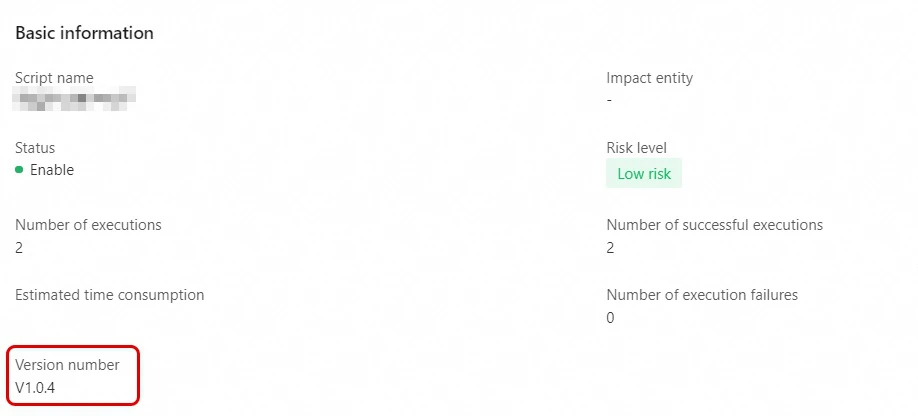 Basic information
Script name
Impact entity
-
Status
Enable
Risk level
Low risk
Number of executions
2
Number of successful executions
2
Estimated time consumption
Number of execution failures
0
Version number
V1.0.4